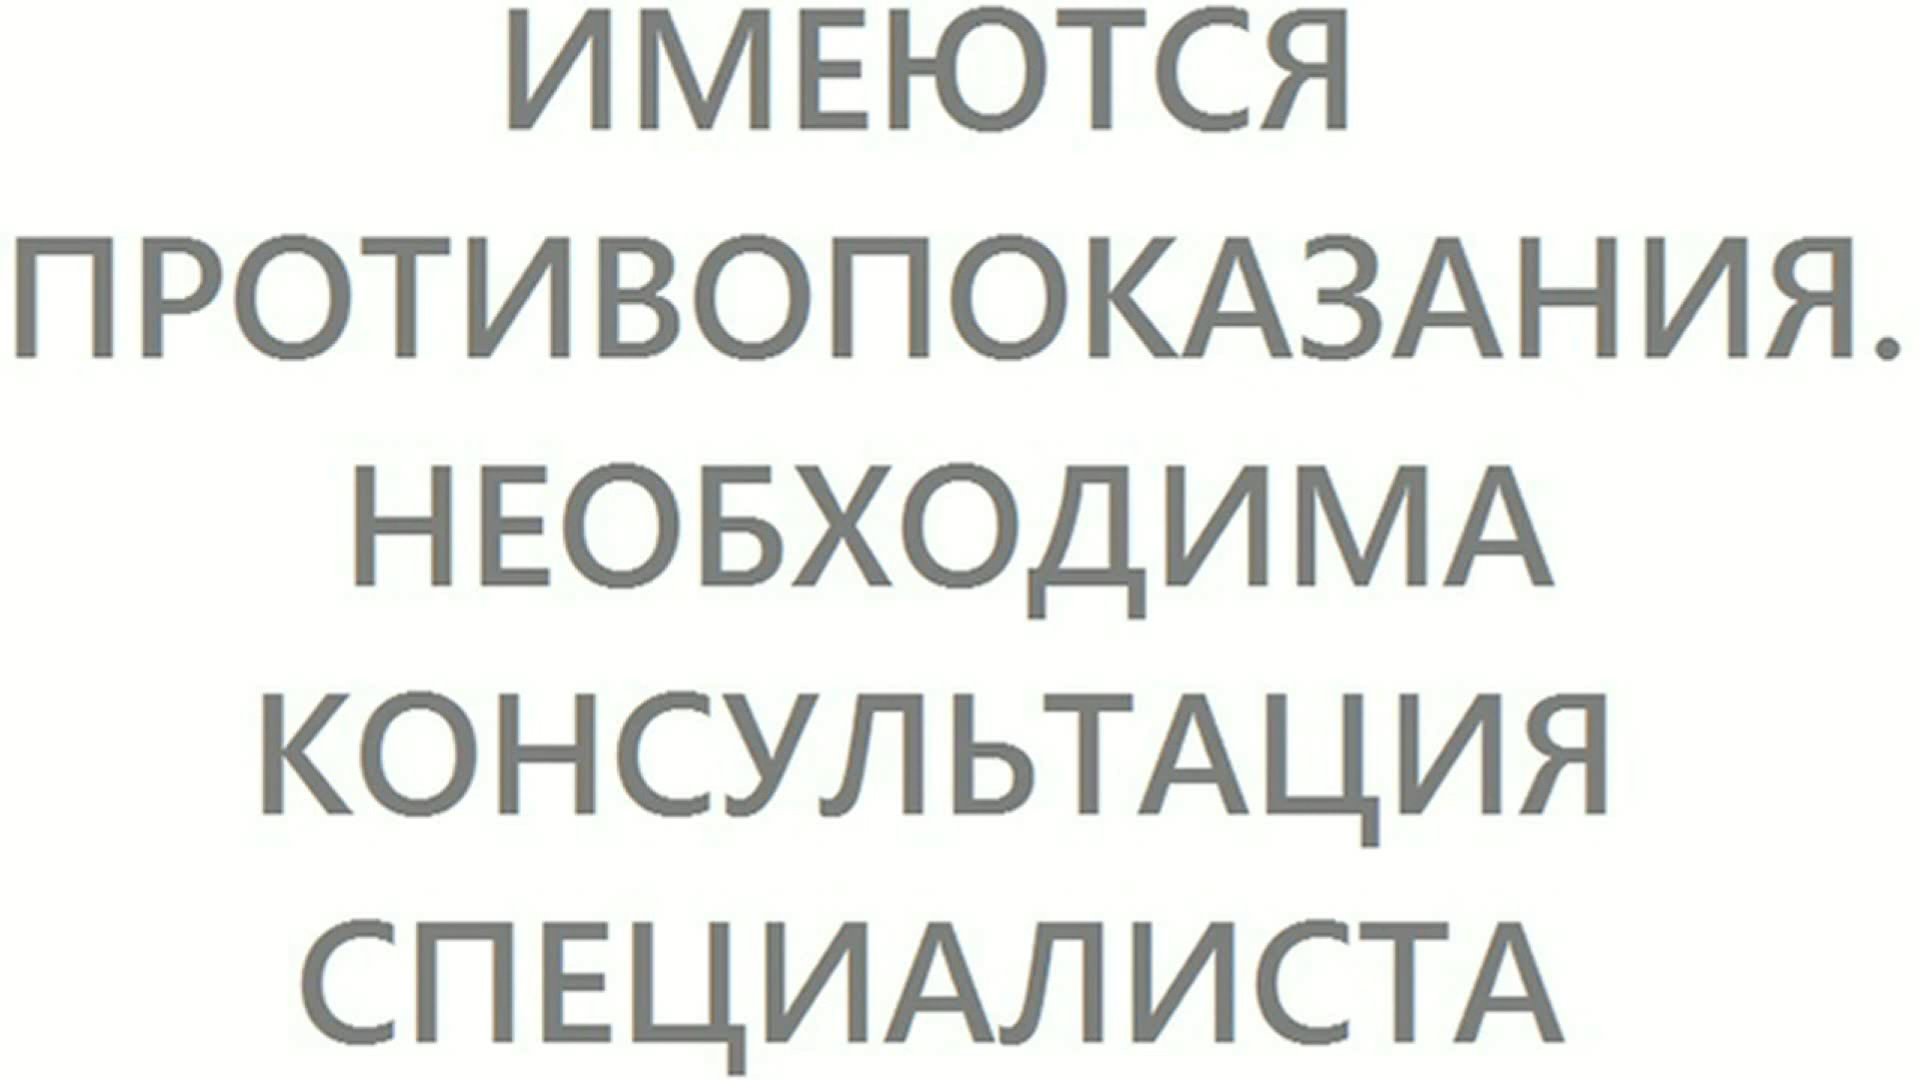 ИМЕЮТСЯ
ПРОТИВОПОКАЗАНИЯ.
НЕОБХОДИМА
КОНСУЛЬТАЦИЯ
СПЕЦИАЛИСТА